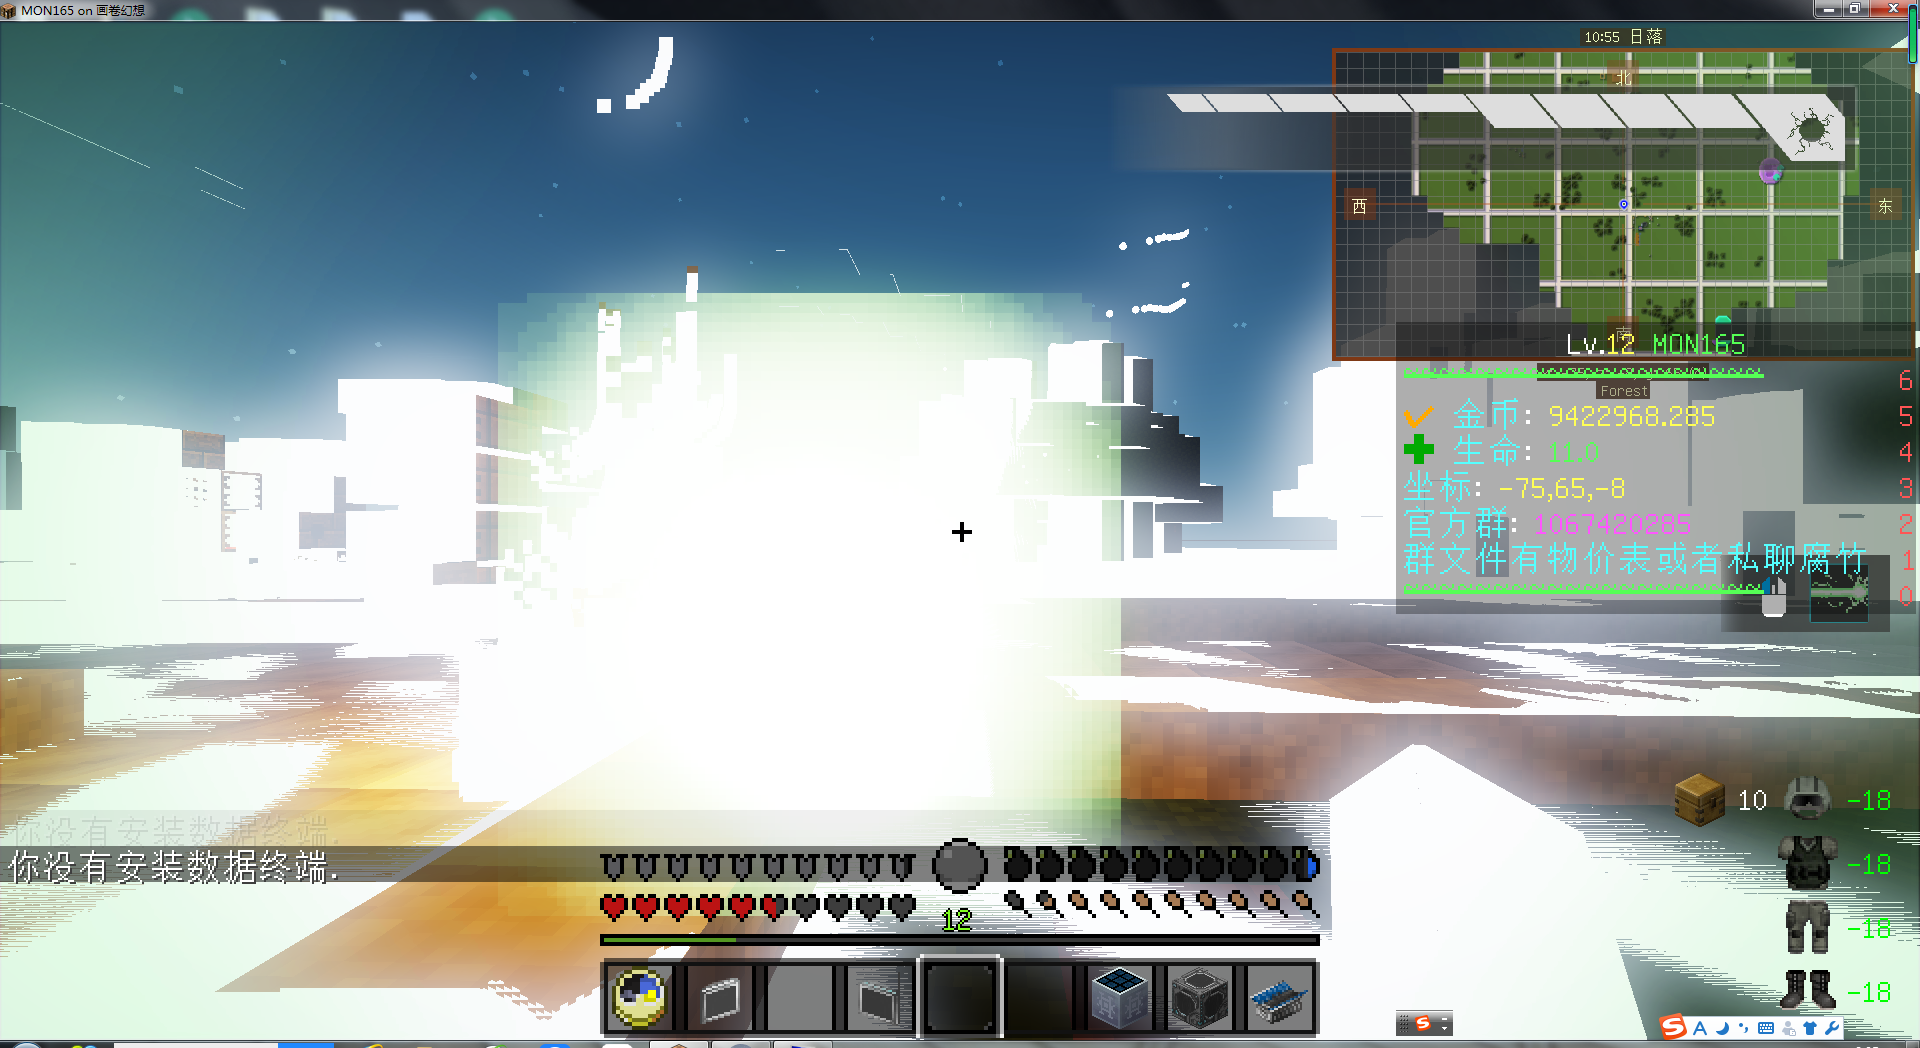 MON165 on 画卷幻想
10:55 日落
北
西
东
南
Lv.12 MON165
Forest
金币: 9422968.285
生命: 11.0
坐标: -75,65,-8
官方群: 1067420285
群文件有物价表或者私聊腐竹
6
5
4
3
2
1
0
你没有安装数据终端.
你没有安装数据终端.
12
10
-18
-18
-18
-18
S
S A